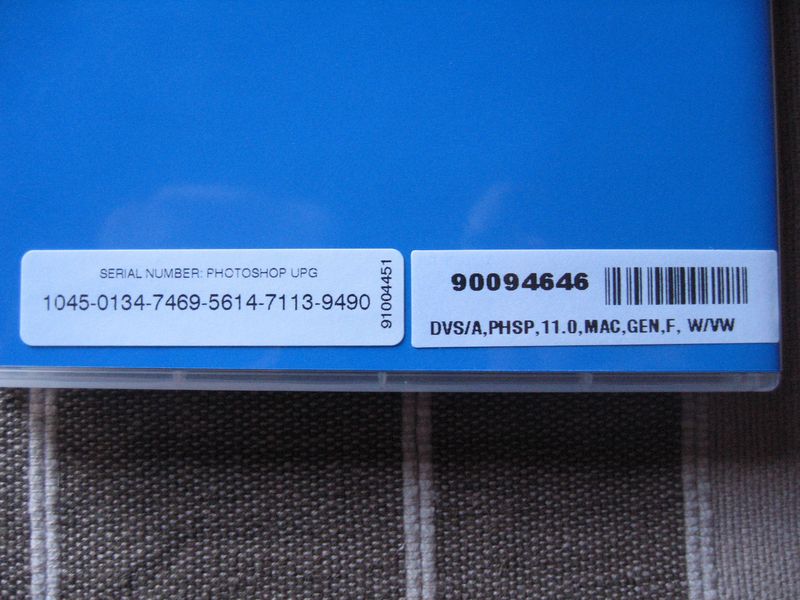 SERIAL NUMBER: PHOTOSHOP UPG
1045-0134-7469-5614-7113-9490
91004451
90094646
DVS/A,PHSP,11.0,MAC,GEN,F, W/VW